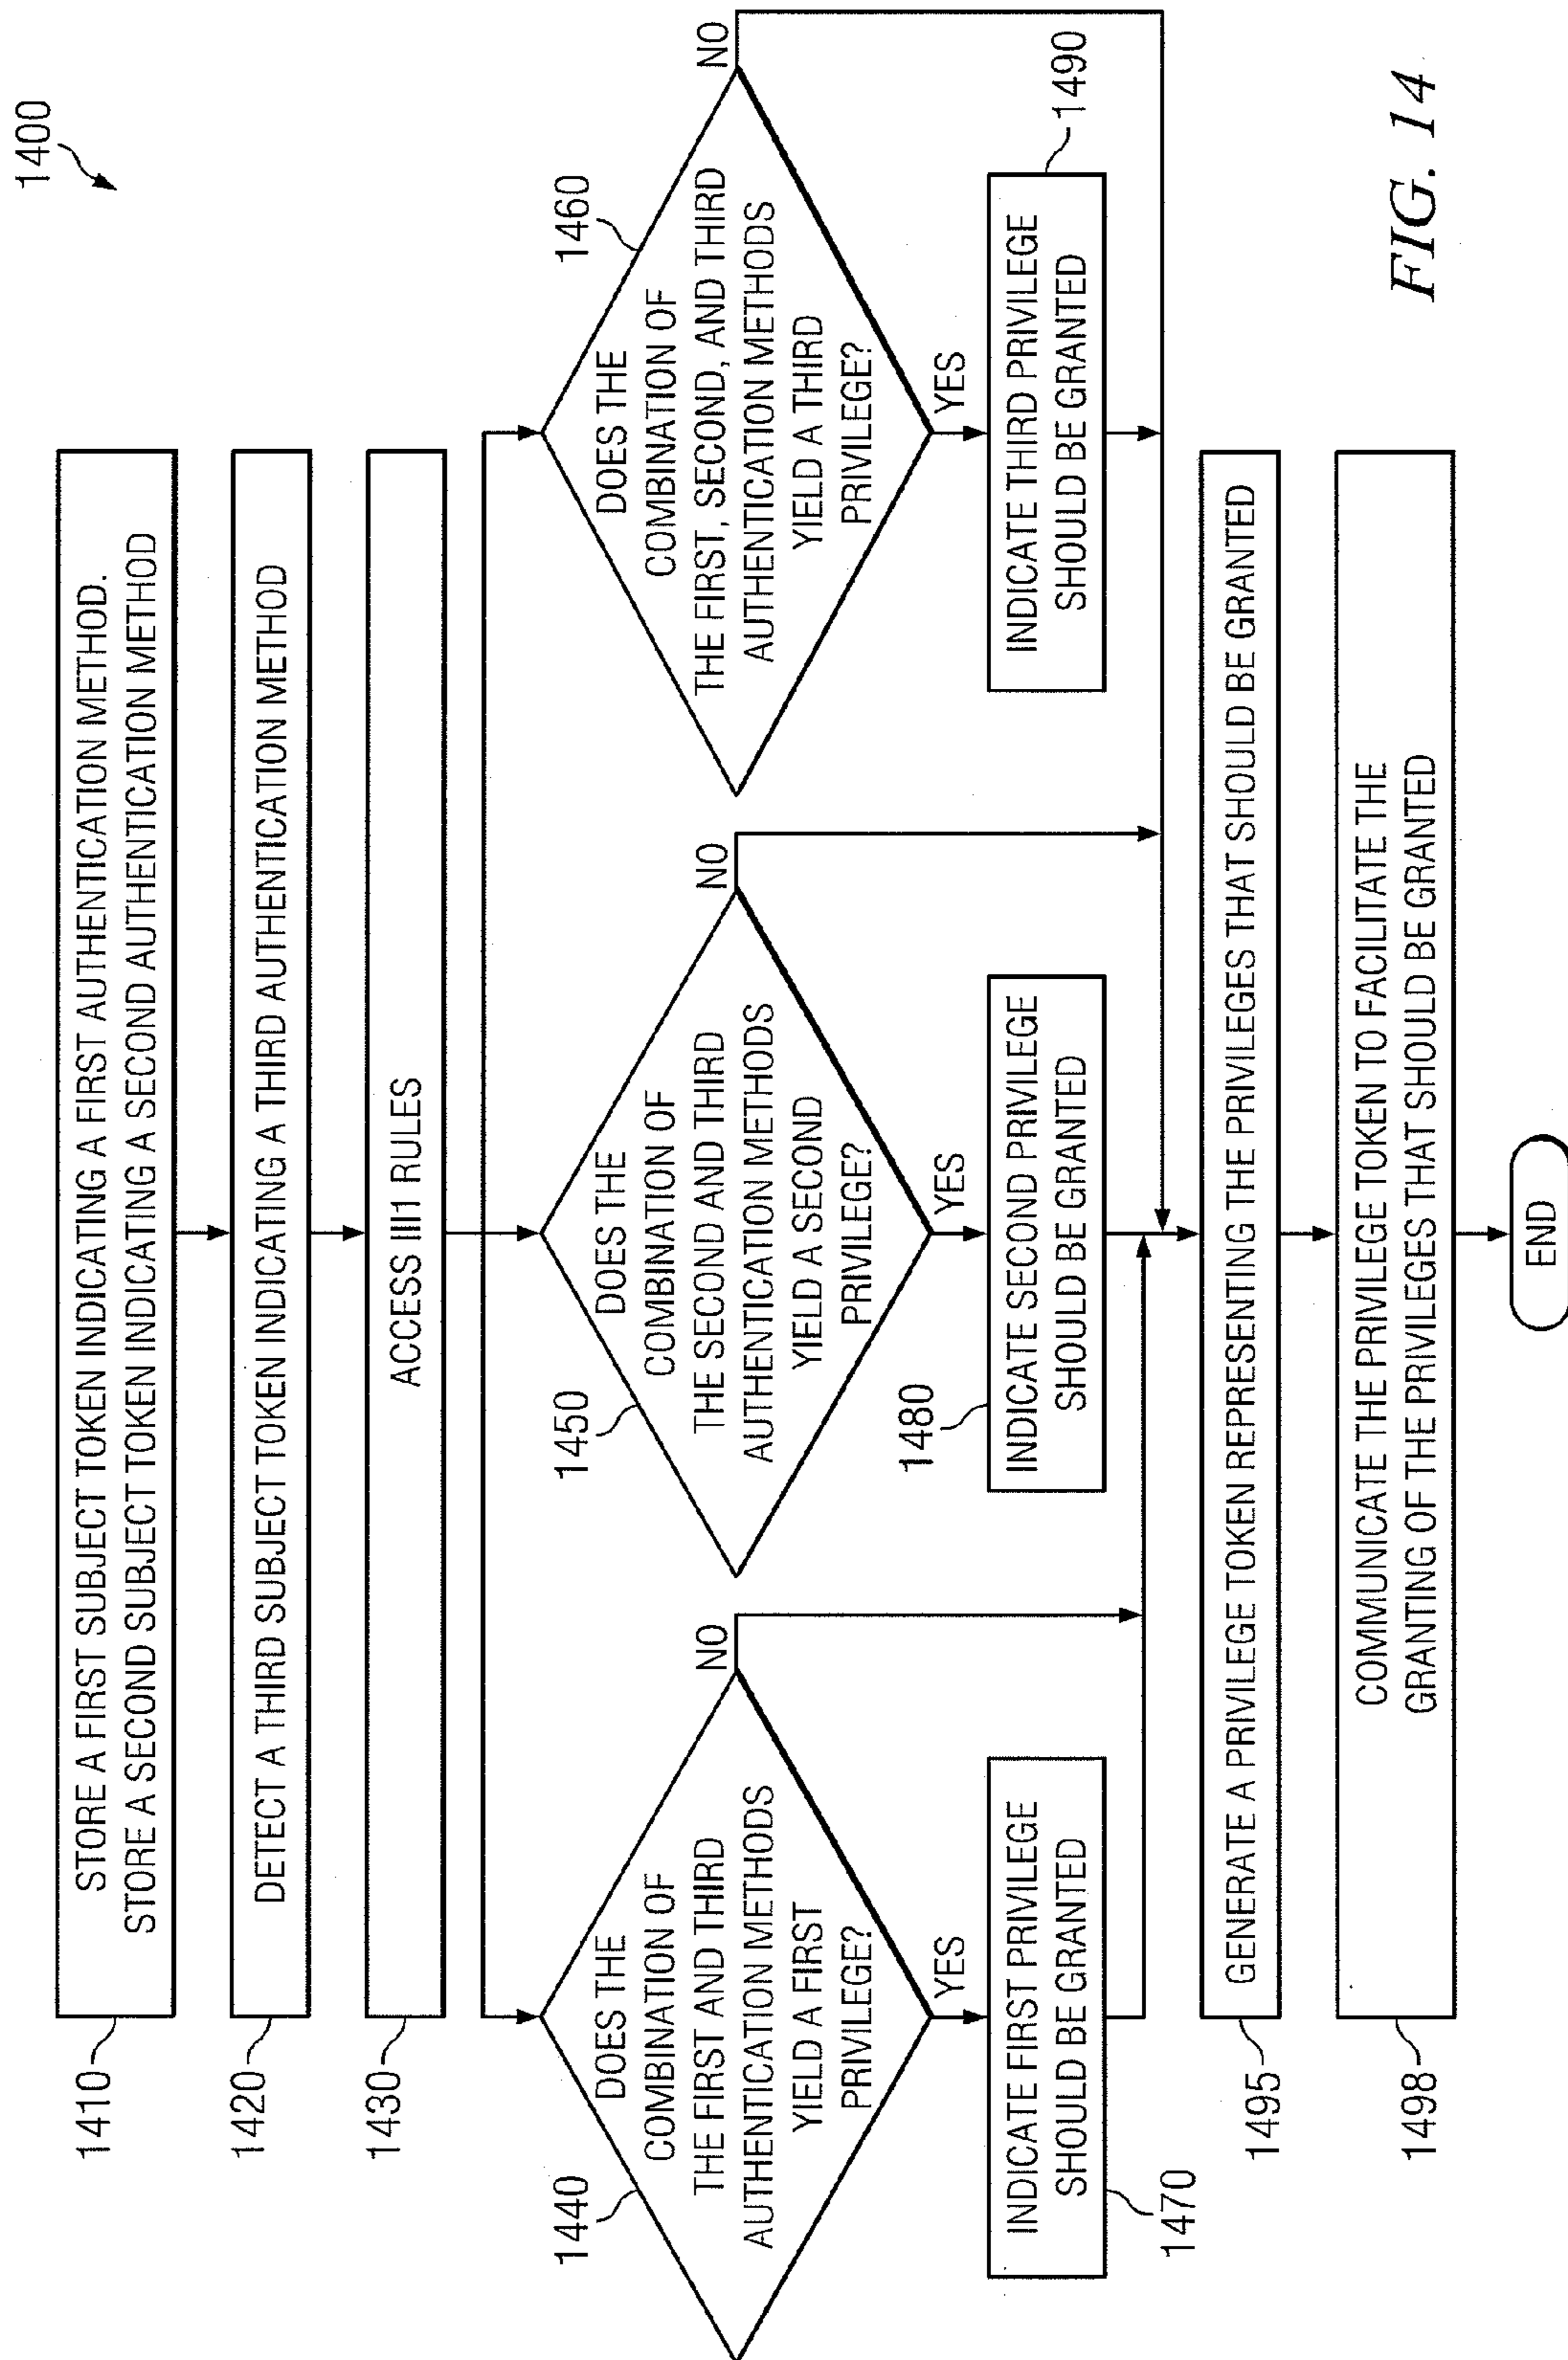 1400
1410
STORE A FIRST SUBJECT TOKEN INDICATING A FIRST AUTHENTICATION METHOD.
STORE A SECOND SUBJECT TOKEN INDICATING A SECOND AUTHENTICATION METHOD
1420
DETECT A THIRD SUBJECT TOKEN INDICATING A THIRD AUTHENTICATION METHOD
1430
ACCESS III1 RULES
1440
DOES THE
COMBINATION OF
THE FIRST AND THIRD
AUTHENTICATION METHODS
YIELD A FIRST
PRIVILEGE?
NO
YES
1450
DOES THE
COMBINATION OF
THE SECOND AND THIRD
AUTHENTICATION METHODS
YIELD A SECOND
PRIVILEGE?
NO
YES
1460
DOES THE
COMBINATION OF
THE FIRST, SECOND, AND THIRD
AUTHENTICATION METHODS
YIELD A THIRD
PRIVILEGE?
NO
YES
INDICATE FIRST PRIVILEGE
SHOULD BE GRANTED
1470
1480
INDICATE SECOND PRIVILEGE
SHOULD BE GRANTED
INDICATE THIRD PRIVILEGE
SHOULD BE GRANTED
1490
1495
GENERATE A PRIVILEGE TOKEN REPRESENTING THE PRIVILEGES THAT SHOULD BE GRANTED
1498
COMMUNICATE THE PRIVILEGE TOKEN TO FACILITATE THE
GRANTING OF THE PRIVILEGES THAT SHOULD BE GRANTED
END
FIG. 14